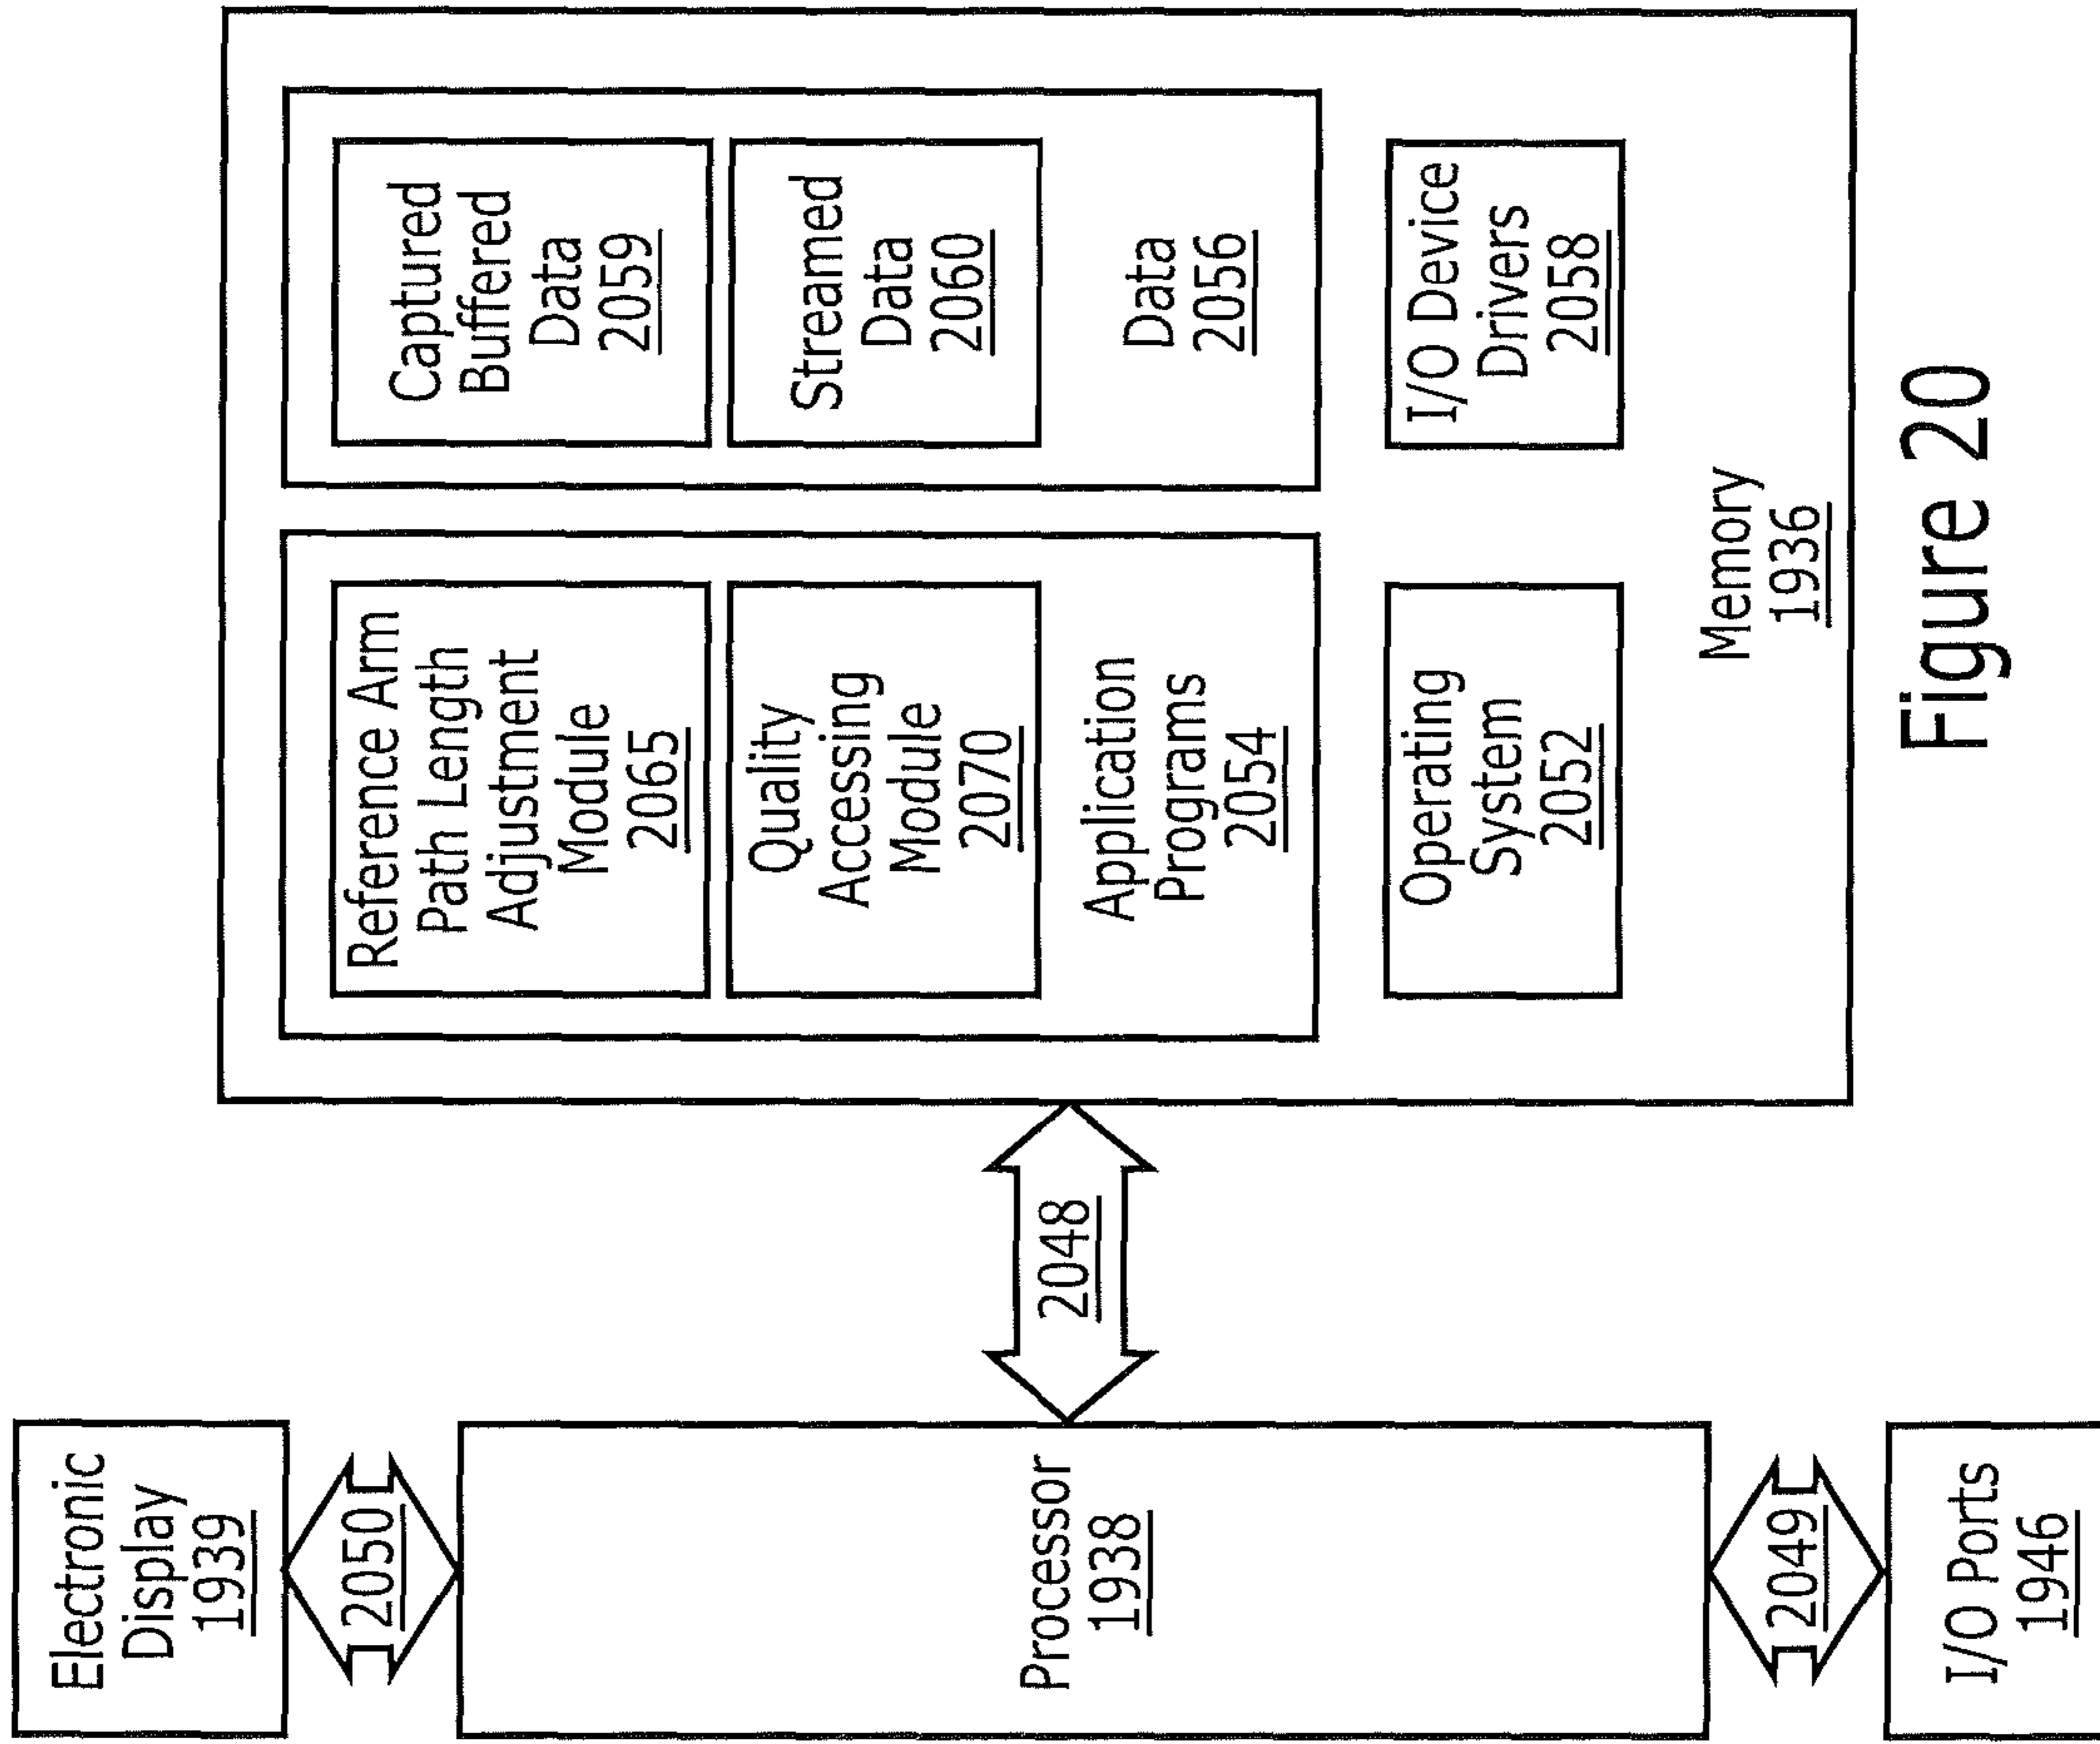 Electronic
Display
1939
2050
Processor
1938
2049
I/O Ports
1946
2048
Reference Arm
Path Length
Adjustment
Module
2065
Quality
Accessing
Module
2070
Application
Programs
2054
Captured
Buffered
Data
2059
Streamed
Data
2060
Data
2056
Operating
System
2052
I/O Device
Drivers
2058
Memory
1936
Figure 20